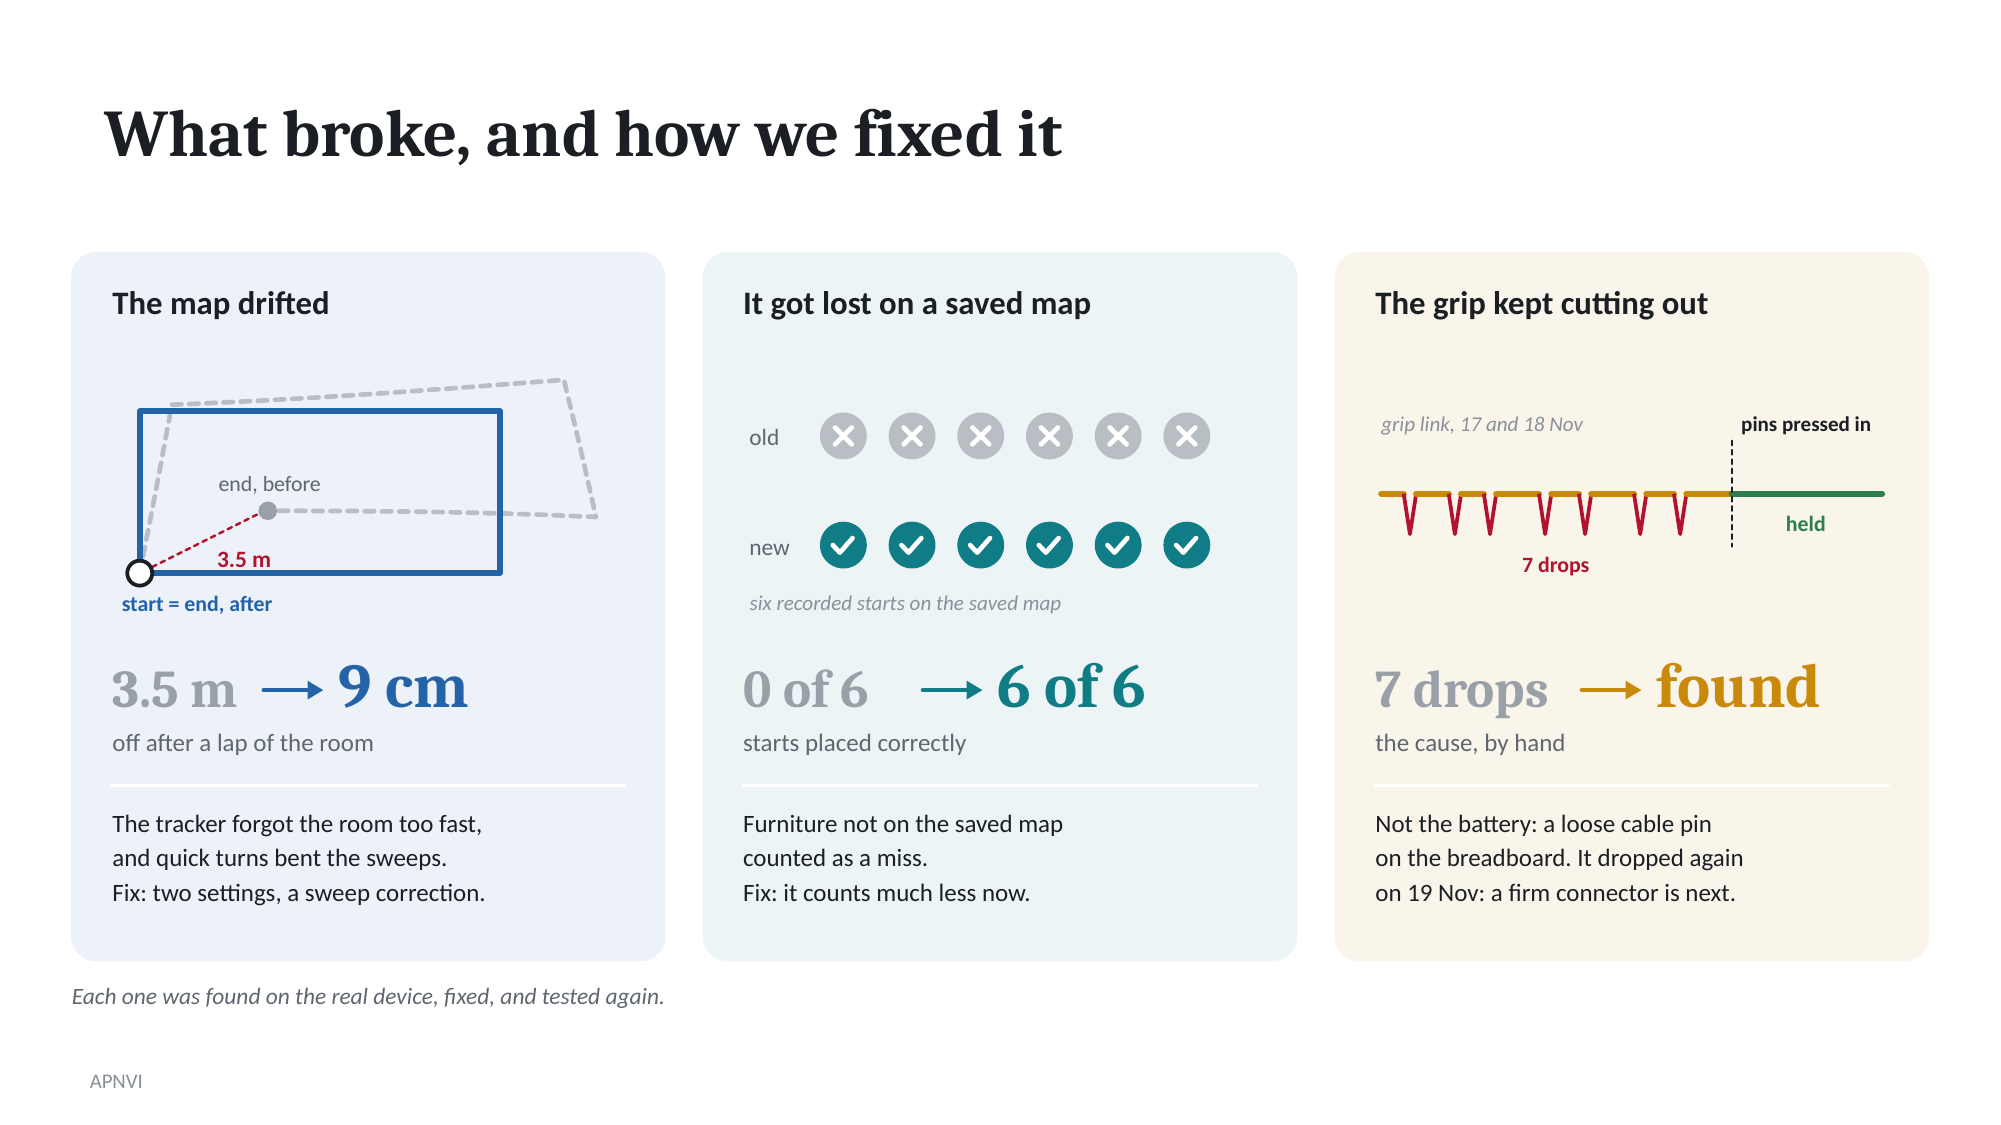 What broke, and how we fixed it
The map drifted
end, before
3.5 m
start = end, after
3.5 m → 9 cm
off after a lap of the room
The tracker forgot the room too fast,
and quick turns bent the sweeps.
Fix: two settings, a sweep correction.
It got lost on a saved map
old
new
six recorded starts on the saved map
0 of 6 → 6 of 6
starts placed correctly
Furniture not on the saved map
counted as a miss.
Fix: it counts much less now.
The grip kept cutting out
grip link, 17 and 18 Nov
pins pressed in
held
7 drops
7 drops → found
the cause, by hand
Not the battery: a loose cable pin
on the breadboard. It dropped again
on 19 Nov: a firm connector is next.
Each one was found on the real device, fixed, and tested again.
APNVI